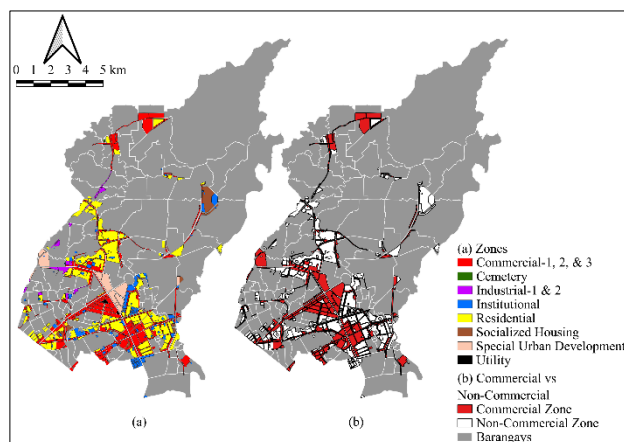 0 1 2 3 4 5 km
(a) Zones
Commercial-1, 2, & 3
Cemetery
Industrial-1 & 2
Institutional
Residential
Socialized Housing
Special Urban Development
Utility
(b) Commercial vs
Non-Commercial
Commercial Zone
Non-Commercial Zone
Barangays
(a)
(b)